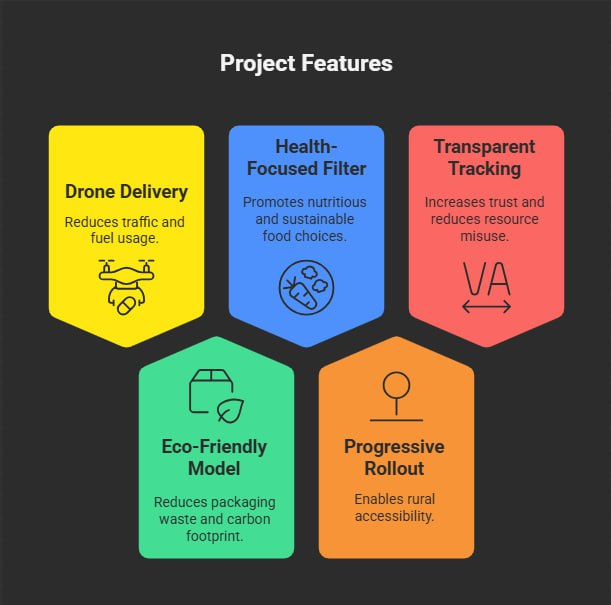 Project Features
Drone Delivery
Reduces traffic and
fuel usage.
Health-
Focused Filter
Promotes nutritious
and sustainable
food choices.
Transparent
Tracking
Increases trust and
reduces resource
misuse.
VA
Eco-Friendly
Model
Reduces packaging
waste and carbon
footprint.
Progressive
Rollout
Enables rural
accessibility.